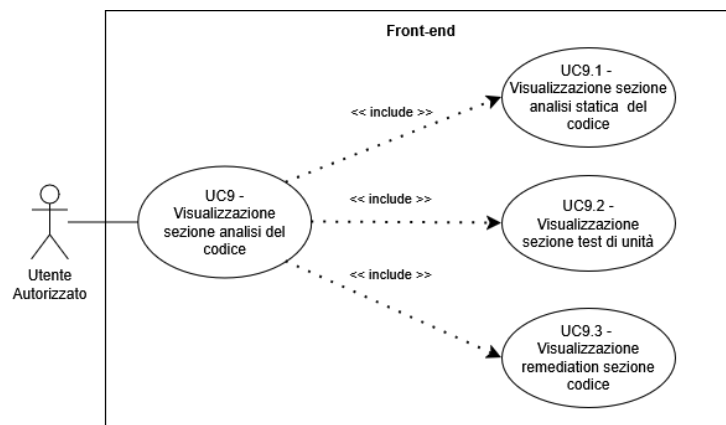 Front-end
UC9.1 -
Visualizzazione sezione
analisi statica del
codice
<< include >>
UC9 -
Visualizzazione
sezione analisi del
codice
<< include >>
UC9.2 -
Visualizzazione
sezione test di unità
Utente
Autorizzato
<< include >>
UC9.3 -
Visualizzazione
remediation sezione
codice